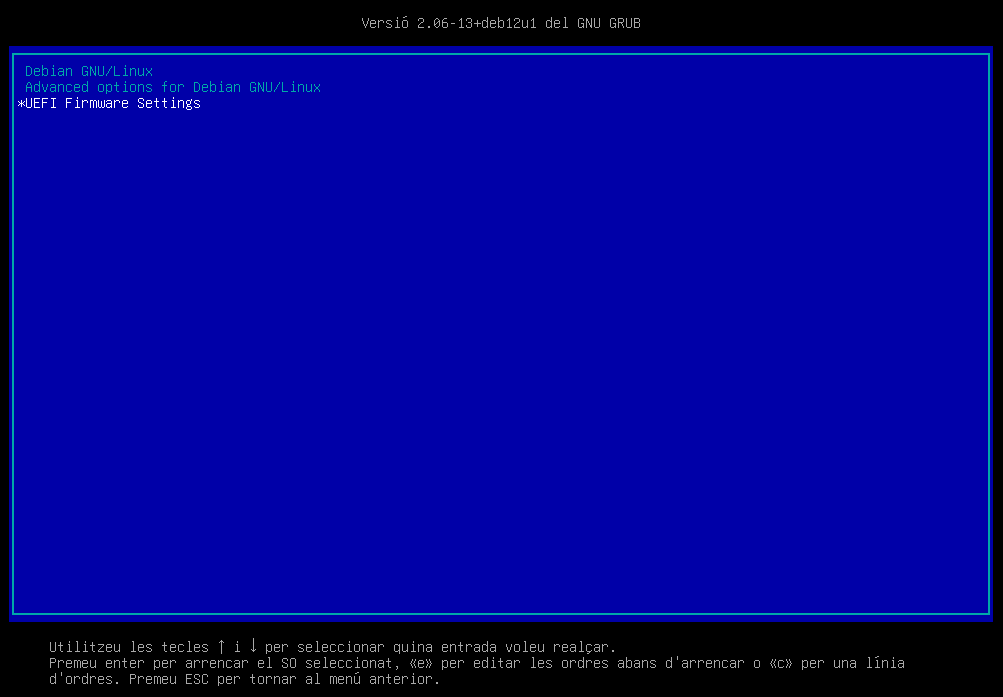 Versió 2.06-13+deb12u1 del GNU GRUB
Debian GNU/Linux
Advanced options for Debian GNU/Linux
*UEFI Firmware Settings
Utilitzeu les tecles ↑ i ↓ per seleccionar quina entrada voleu realçar.
Premeu enter per arrencar el SO seleccionat, «e» per editar les ordres abans d'arrencar o «c» per una línia
d'ordres. Premeu ESC per tornar al menú anterior.